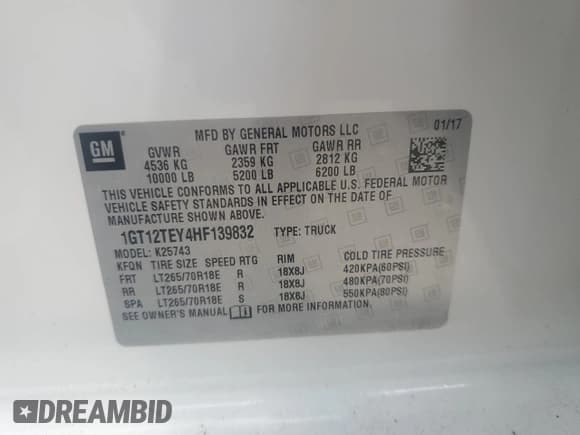 MFD BY GENERAL MOTORS LLC 01/17
GM
GVWR GAWR FRT GAWR RR
4536 KG 2359 KG 2812 KG
10000 LB 5200 LB 6200 LB
THIS VEHICLE CONFORMS TO ALL APPLICABLE U.S. FEDERAL MOTOR
VEHICLE SAFETY STANDARDS IN EFFECT ON THE DATE OF
MANUFACTURE SHOWN ABOVE.
1GT12TEY4HF139832 TYPE: TRUCK
MODEL: K25743
KFQN TIRE SIZE SPEED RTG RIM COLD TIRE PRESSURE
FRT LT265/70R18E R 18X8J 420KPA(60PSI)
RR LT265/70R18E R 18X8J 480KPA(70PSI)
SPA LT265/70R18E S 18X8J 550KPA(80PSI)
SEE OWNER'S MANUAL FOR MORE INFORMATION.
DREAMBID